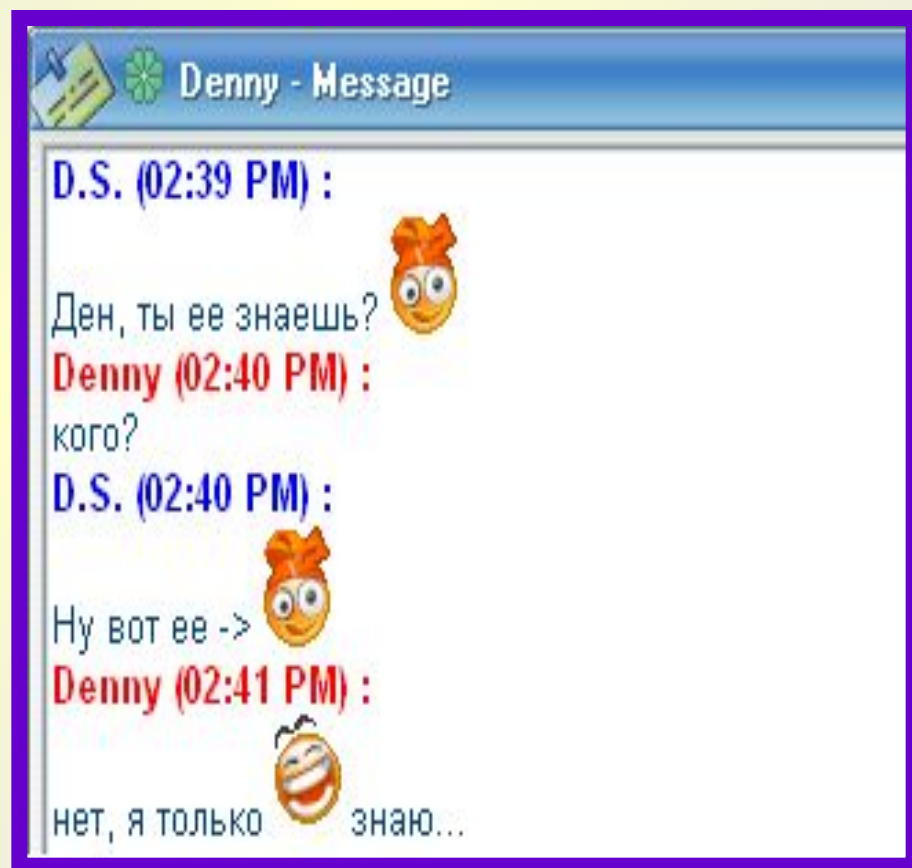 Denny - Message
D.S. (02:39 PM) :
Ден, ты ее знаешь?
Denny (02:40 PM) :
кого?
D.S. (02:40 PM) :
Ну вот ее ->
Denny (02:41 PM) :
нет, я только знаю...